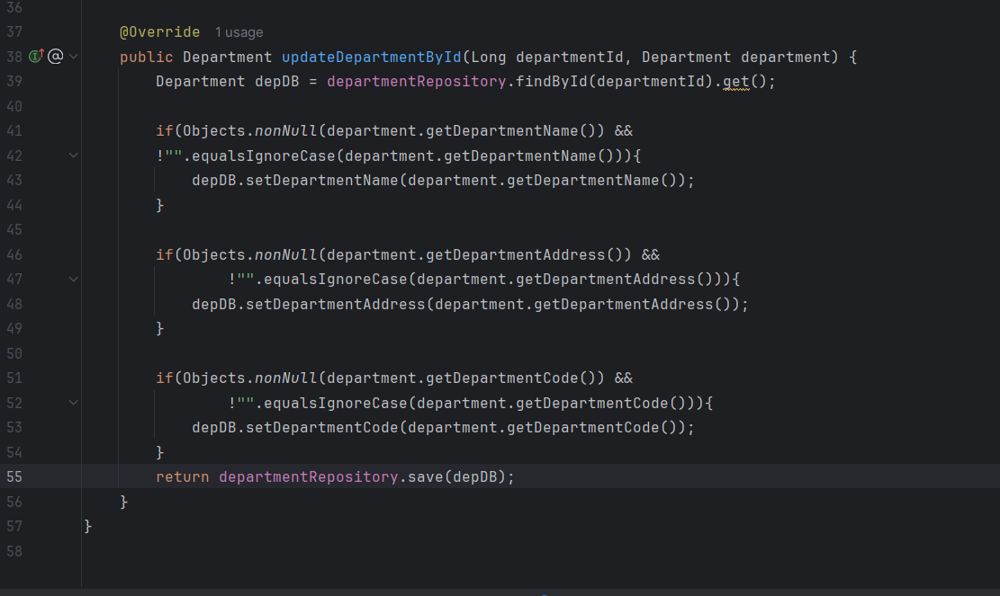 36
37 @Override 1 usage
38 public Department updateDepartmentById(Long departmentId, Department department) {
39 Department depDB = departmentRepository.findById(departmentId).get();
40
41 if(Objects.nonNull(department.getDepartmentName()) &&
42 !"".equalsIgnoreCase(department.getDepartmentName())){
43 depDB.setDepartmentName(department.getDepartmentName());
44 }
45
46 if(Objects.nonNull(department.getDepartmentAddress()) &&
47 !"".equalsIgnoreCase(department.getDepartmentAddress())){
48 depDB.setDepartmentAddress(department.getDepartmentAddress());
49 }
50
51 if(Objects.nonNull(department.getDepartmentCode()) &&
52 !"".equalsIgnoreCase(department.getDepartmentCode())){
53 depDB.setDepartmentCode(department.getDepartmentCode());
54 }
55 return departmentRepository.save(depDB);
56 }
57 }
58